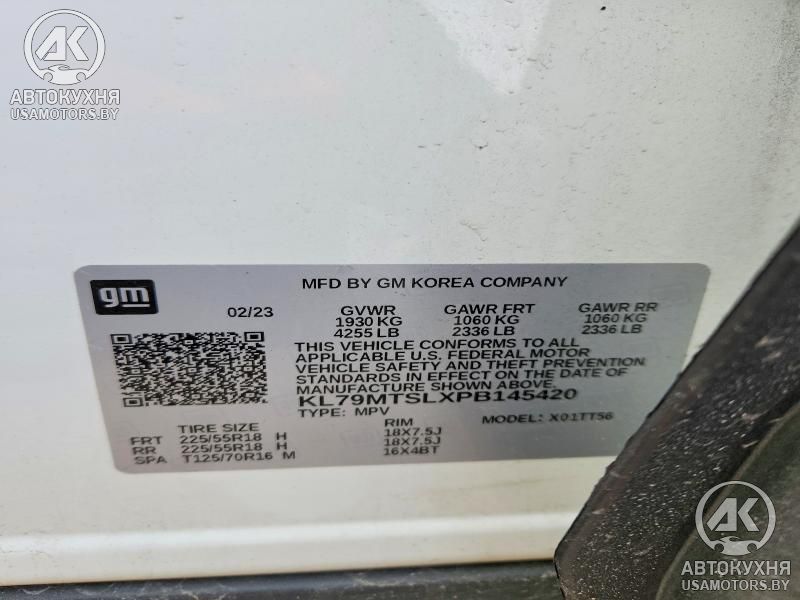 AK
АВТОКУХНЯ
USAMOTORS.BY
gm
MFD BY GM KOREA COMPANY
02/23
GVWR GAWR FRT GAWR RR
1930 KG 1060 KG 1060 KG
4255 LB 2336 LB 2336 LB
THIS VEHICLE CONFORMS TO ALL
APPLICABLE U.S. FEDERAL MOTOR
VEHICLE SAFETY AND THEFT PREVENTION
STANDARDS IN EFFECT ON THE DATE OF
MANUFACTURE SHOWN ABOVE.
KL79MTSLXPB145420
TYPE: MPV MODEL: X01TT56
TIRE SIZE RIM
FRT 225/55R18 H 18X7.5J
RR 225/55R18 H 18X7.5J
SPA T125/70R16 M 16X4BT
AK
АВТОКУХНЯ
USAMOTORS.BY